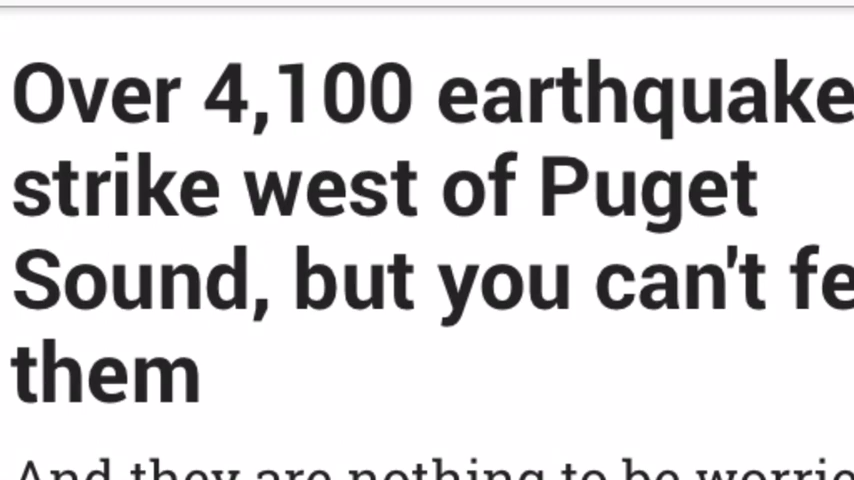 Over 4,100 earthquake
strike west of Puget
Sound, but you can't fe
them
And they are nothing to be worrie